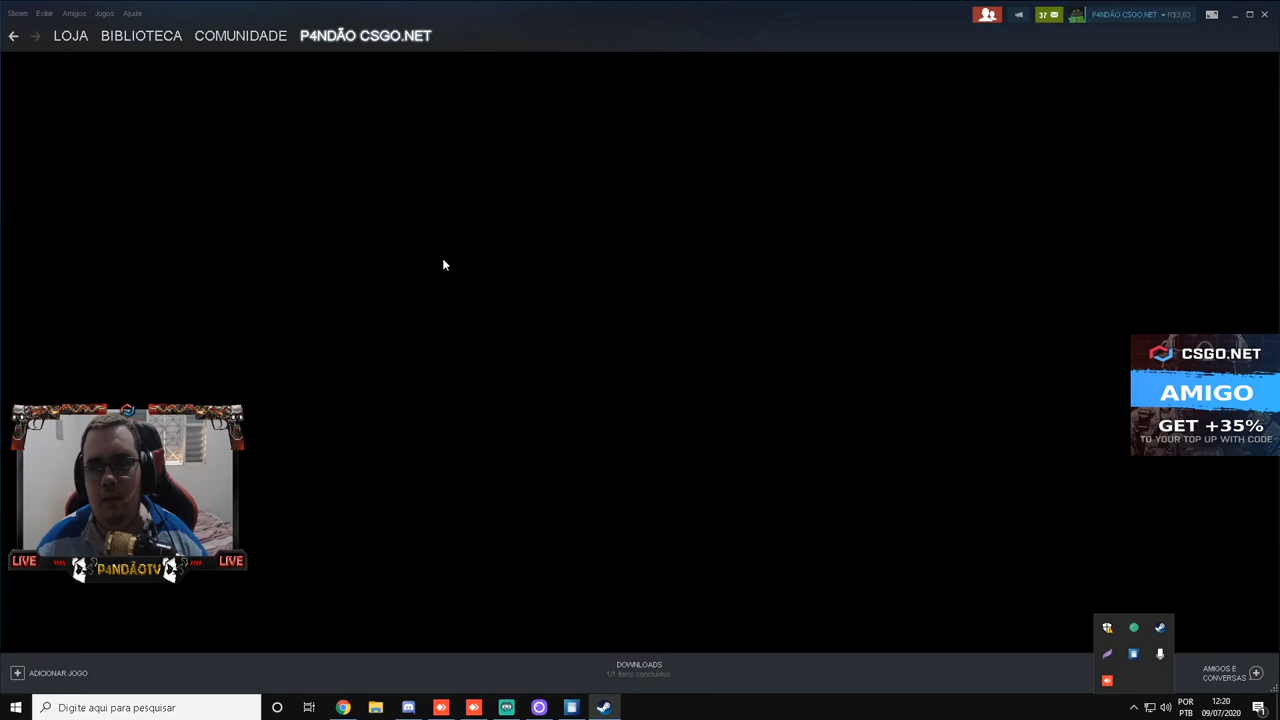 Steam Exibir Amigos Jogos Ajuda
37 P4NDÃO CSGO.NET R$3,63
LOJA BIBLIOTECA COMUNIDADE P4NDÃO CSGO.NET
CSGO.NET
AMIGO
GET +35%
TO YOUR TOP UP WITH CODE
LIVE LIVE
P4NDÃOTV
ADICIONAR JOGO
DOWNLOADS
1/1 itens concluídos
AMIGOS E
CONVERSAS
Digite aqui para pesquisar
POR
PTB
12:20
09/07/2020